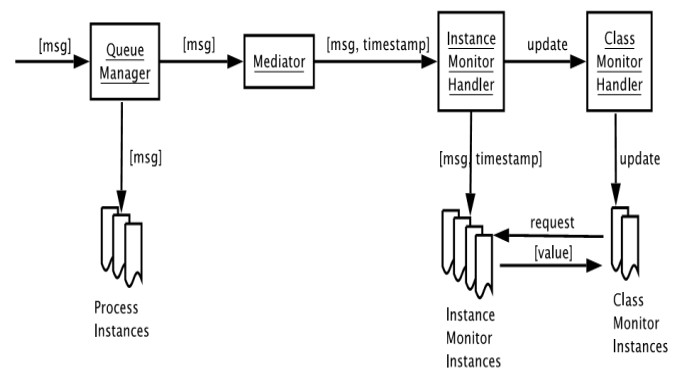 [msg]
Queue
Manager
[msg]
Mediator
[msg, timestamp]
Instance
Monitor
Handler
update
Class
Monitor
Handler
[msg]
[msg, timestamp]
update
request
[value]
Process
Instances
Instance
Monitor
Instances
Class
Monitor
Instances